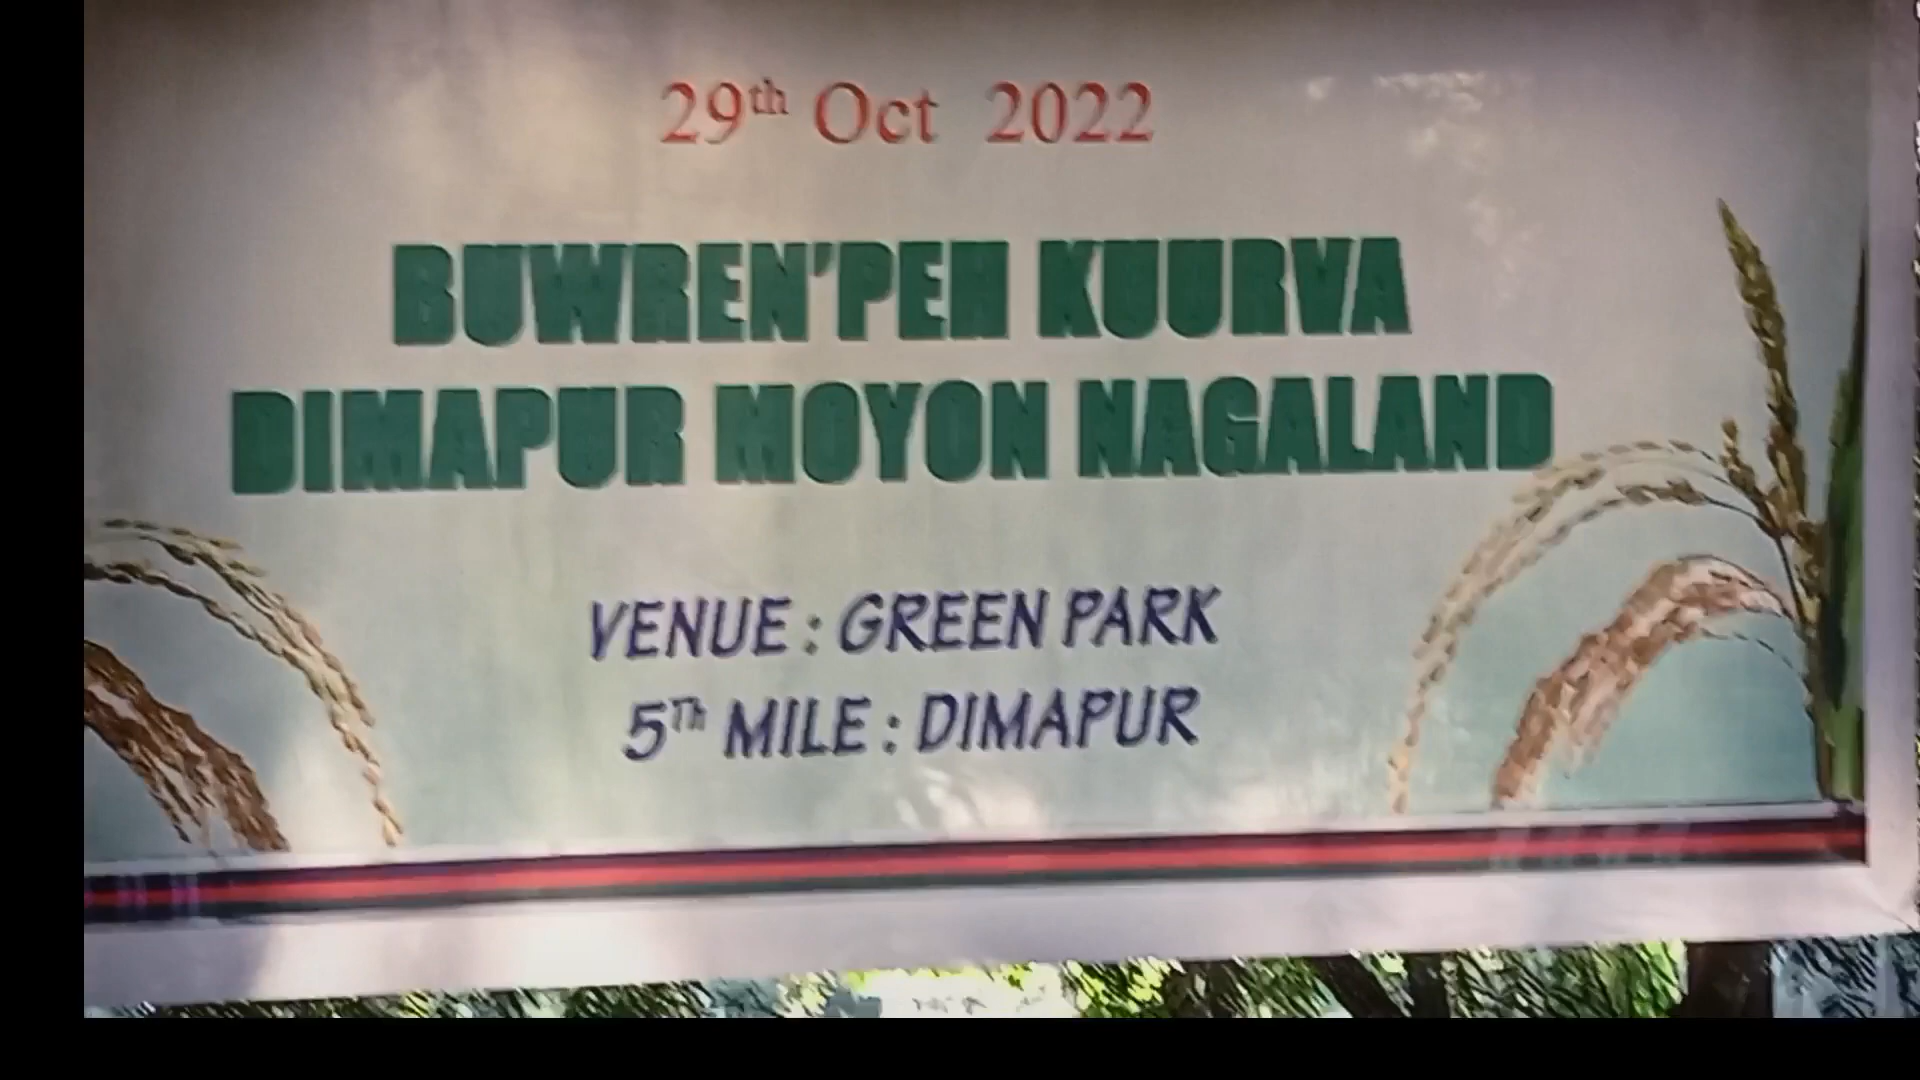 29th Oct 2022
BUWREN'PEH KUURVA
DIMAPUR MOYON NAGALAND
VENUE : GREEN PARK
5TH MILE : DIMAPUR